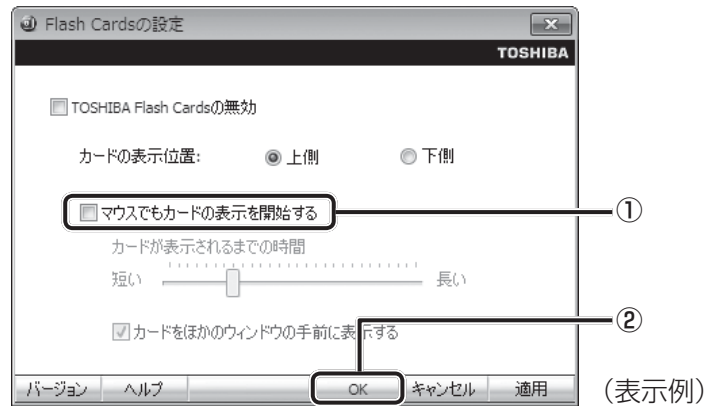 Flash Cardsの設定
TOSHIBA
TOSHIBA Flash Cardsの無効
カードの表示位置: 上側 下側
マウスでもカードの表示を開始する ①
カードが表示されるまでの時間
短い 長い
②
カードをほかのウィンドウの手前に表示する
バージョン ヘルプ OK キャンセル 適用 (表示例)